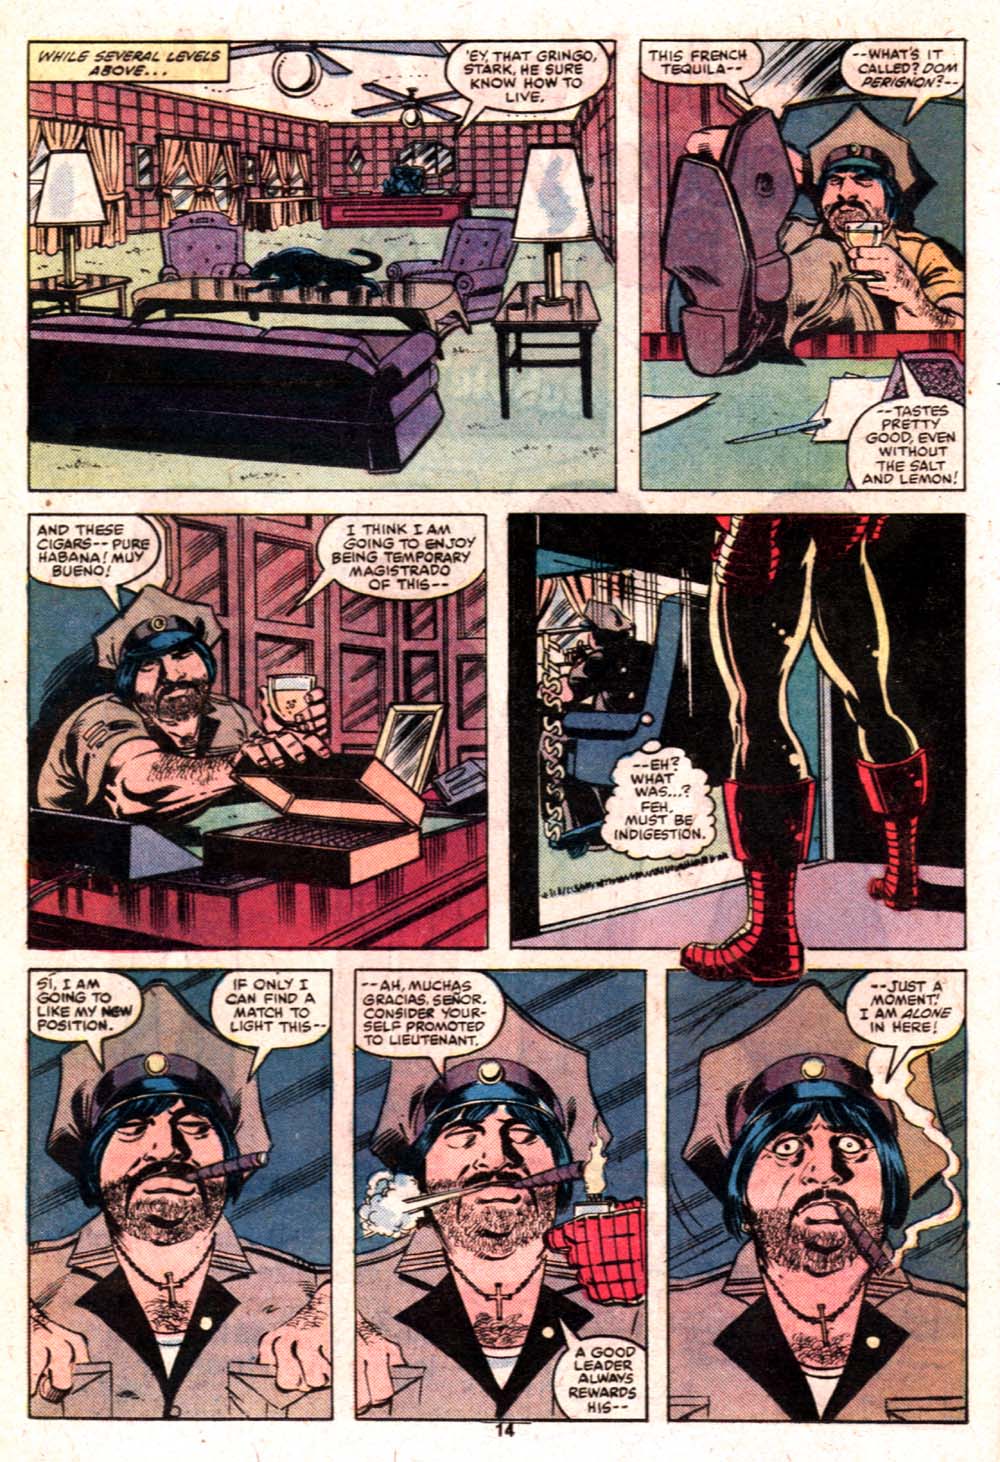 WHILE SEVERAL LEVELS
ABOVE...
'EY, THAT GRINGO,
STARK, HE SURE
KNOW HOW TO
LIVE.
THIS FRENCH
TEQUILA--
--WHAT'S IT
CALLED? DOM
PERIGNON?--
--TASTES
PRETTY
GOOD, EVEN
WITHOUT
THE SALT
AND LEMON!
AND THESE
CIGARS--PURE
HABANA! MUY
BUENO!
I THINK I AM
GOING TO ENJOY
BEING TEMPORARY
MAGISTRADO
OF THIS--
SSSTT
SSSS
--EH?
WHAT
WAS...?
FEH.
MUST BE
INDIGESTION.
SÍ, I AM
GOING TO
LIKE MY NEW
POSITION.
IF ONLY I
CAN FIND A
MATCH TO
LIGHT THIS--
--AH, MUCHAS
GRACIAS, SEÑOR.
CONSIDER YOUR-
SELF PROMOTED
TO LIEUTENANT.
A GOOD
LEADER
ALWAYS
REWARDS
HIS--
--JUST A
MOMENT!
I AM ALONE
IN HERE!
14